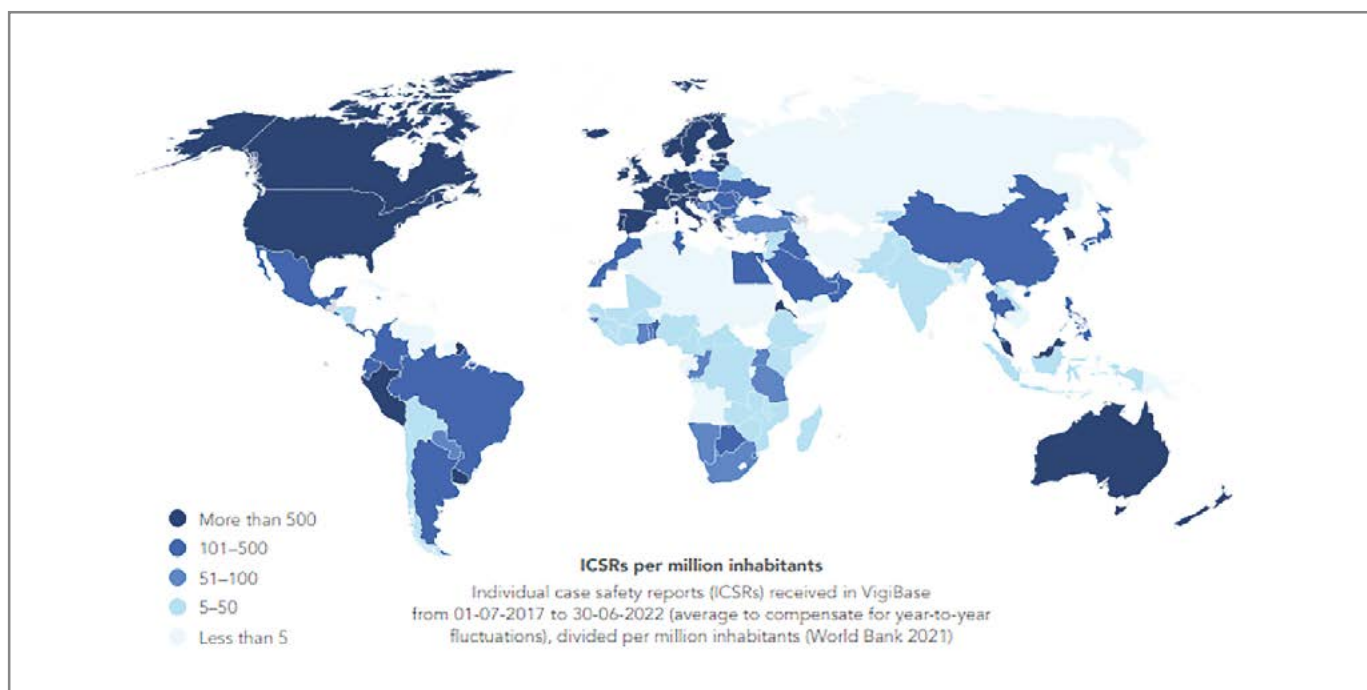 More than 500
101–500
51–100
5–50
Less than 5
ICSRs per million inhabitants
Individual case safety reports (ICSRs) received in VigiBase
from 01-07-2017 to 30-06-2022 (average to compensate for year-to-year
fluctuations), divided per million inhabitants (World Bank 2021)